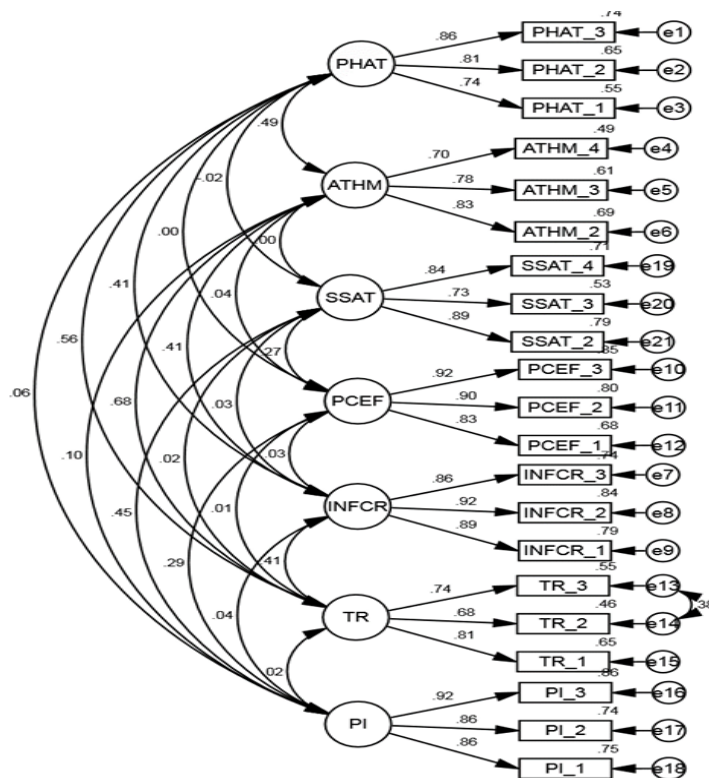 .74
.86 PHAT_3 e1
.65
PHAT .81 PHAT_2 e2
.74 .55
PHAT_1 e3
.49 .49
.70 ATHM_4 e4
.61
ATHM .78 ATHM_3 e5
-.02 .83 .69
ATHM_2 e6
.00 .00 .71
.84 SSAT_4 e19
.53
.41 .04 SSAT .73 SSAT_3 e20
.89 .79
SSAT_2 e21
.56 .41 .27 .85
.92 PCEF_3 e10
.80
.06 .68 .03 PCEF .90 PCEF_2 e11
.83 .68
PCEF_1 e12
.10 .02 .03 .74
.86 INFCR_3 e7
.84
.45 .01 INFCR .92 INFCR_2 e8
.89 .79
INFCR_1 e9
.29 .41 .55
.74 TR_3 e13
.46 .38
.04 TR .68 TR_2 e14
.81 .65
TR_1 e15
.02 .86
.92 PI_3 e16
.74
PI .86 PI_2 e17
.86 .75
PI_1 e18